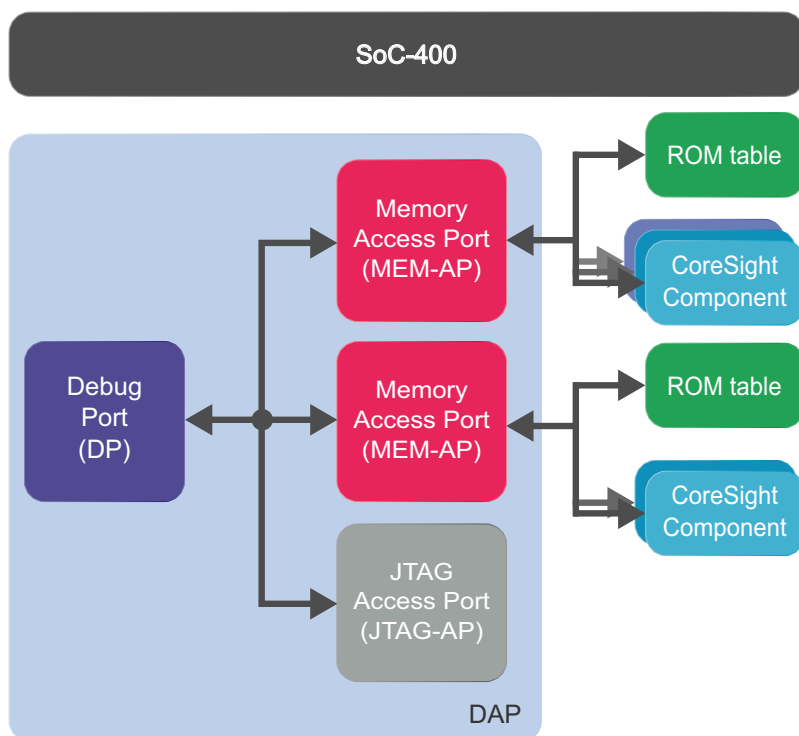 SoC-400
ROM table
Memory
Access Port
(MEM-AP)
CoreSight
Component
Debug
Port
(DP)
Memory
Access Port
(MEM-AP)
ROM table
CoreSight
Component
JTAG
Access Port
(JTAG-AP)
DAP